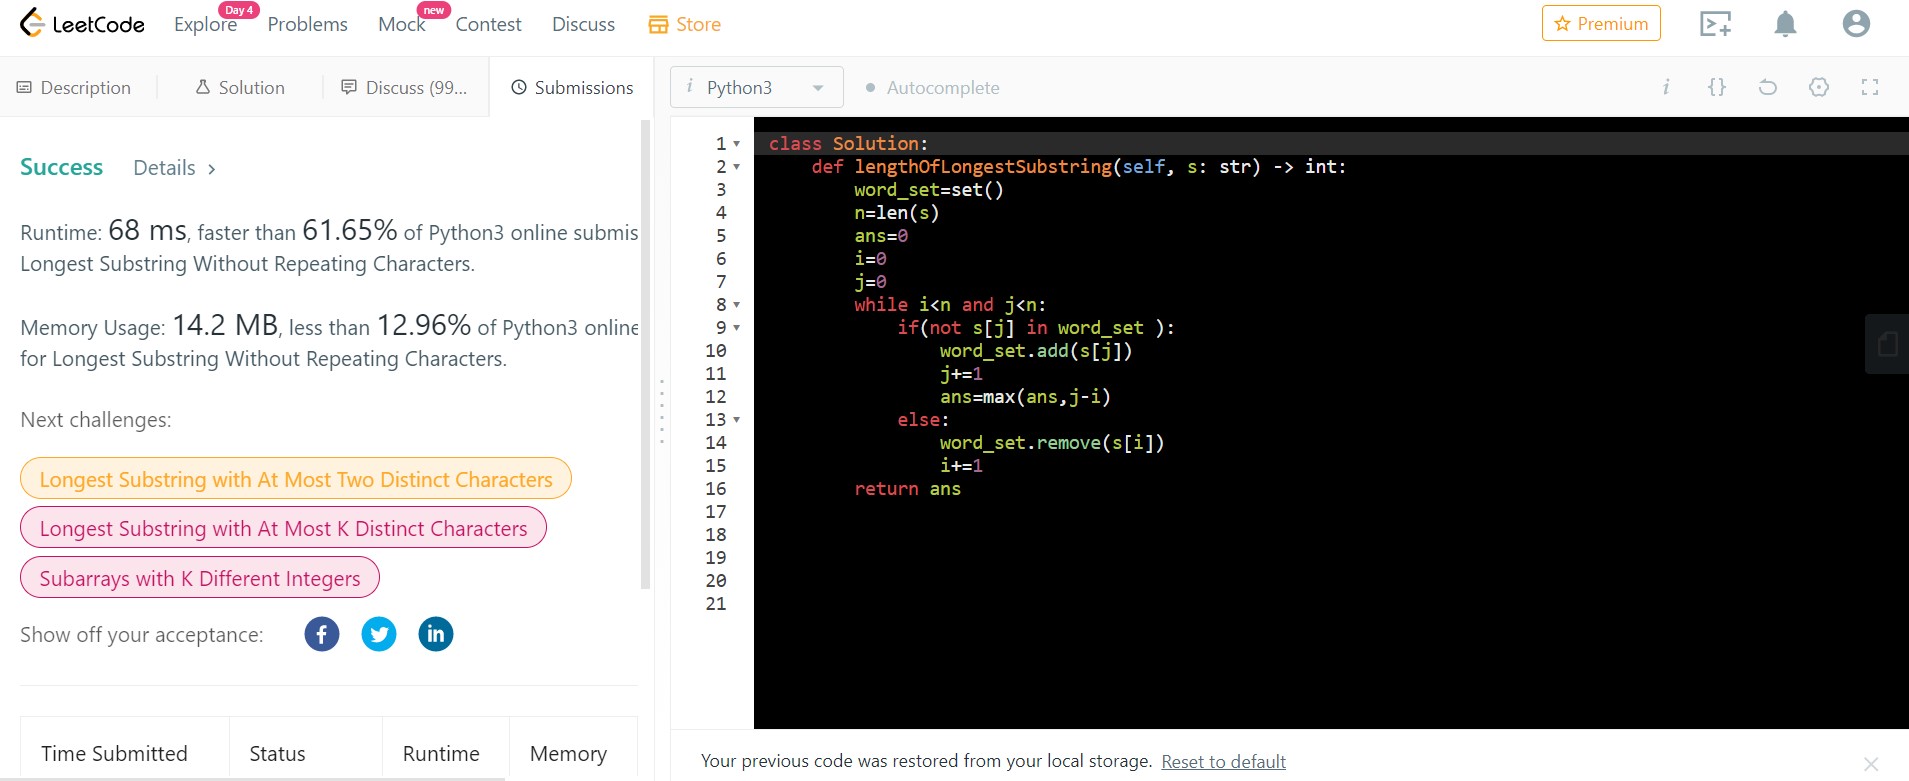 LeetCode Explore Day 4 Problems Mock new Contest Discuss Store Premium
Description Solution Discuss (99... Submissions
i Python3 Autocomplete i {}
Success Details >
Runtime: 68 ms, faster than 61.65% of Python3 online submis
Longest Substring Without Repeating Characters.
Memory Usage: 14.2 MB, less than 12.96% of Python3 online
for Longest Substring Without Repeating Characters.
Next challenges:
Longest Substring with At Most Two Distinct Characters
Longest Substring with At Most K Distinct Characters
Subarrays with K Different Integers
Show off your acceptance: f in
Time Submitted Status Runtime Memory
1 class Solution:
2 def lengthOfLongestSubstring(self, s: str) -> int:
3 word_set=set()
4 n=len(s)
5 ans=0
6 i=0
7 j=0
8 while i<n and j<n:
9 if(not s[j] in word_set ):
10 word_set.add(s[j])
11 j+=1
12 ans=max(ans,j-i)
13 else:
14 word_set.remove(s[i])
15 i+=1
16 return ans
17
18
19
20
21
Your previous code was restored from your local storage. Reset to default